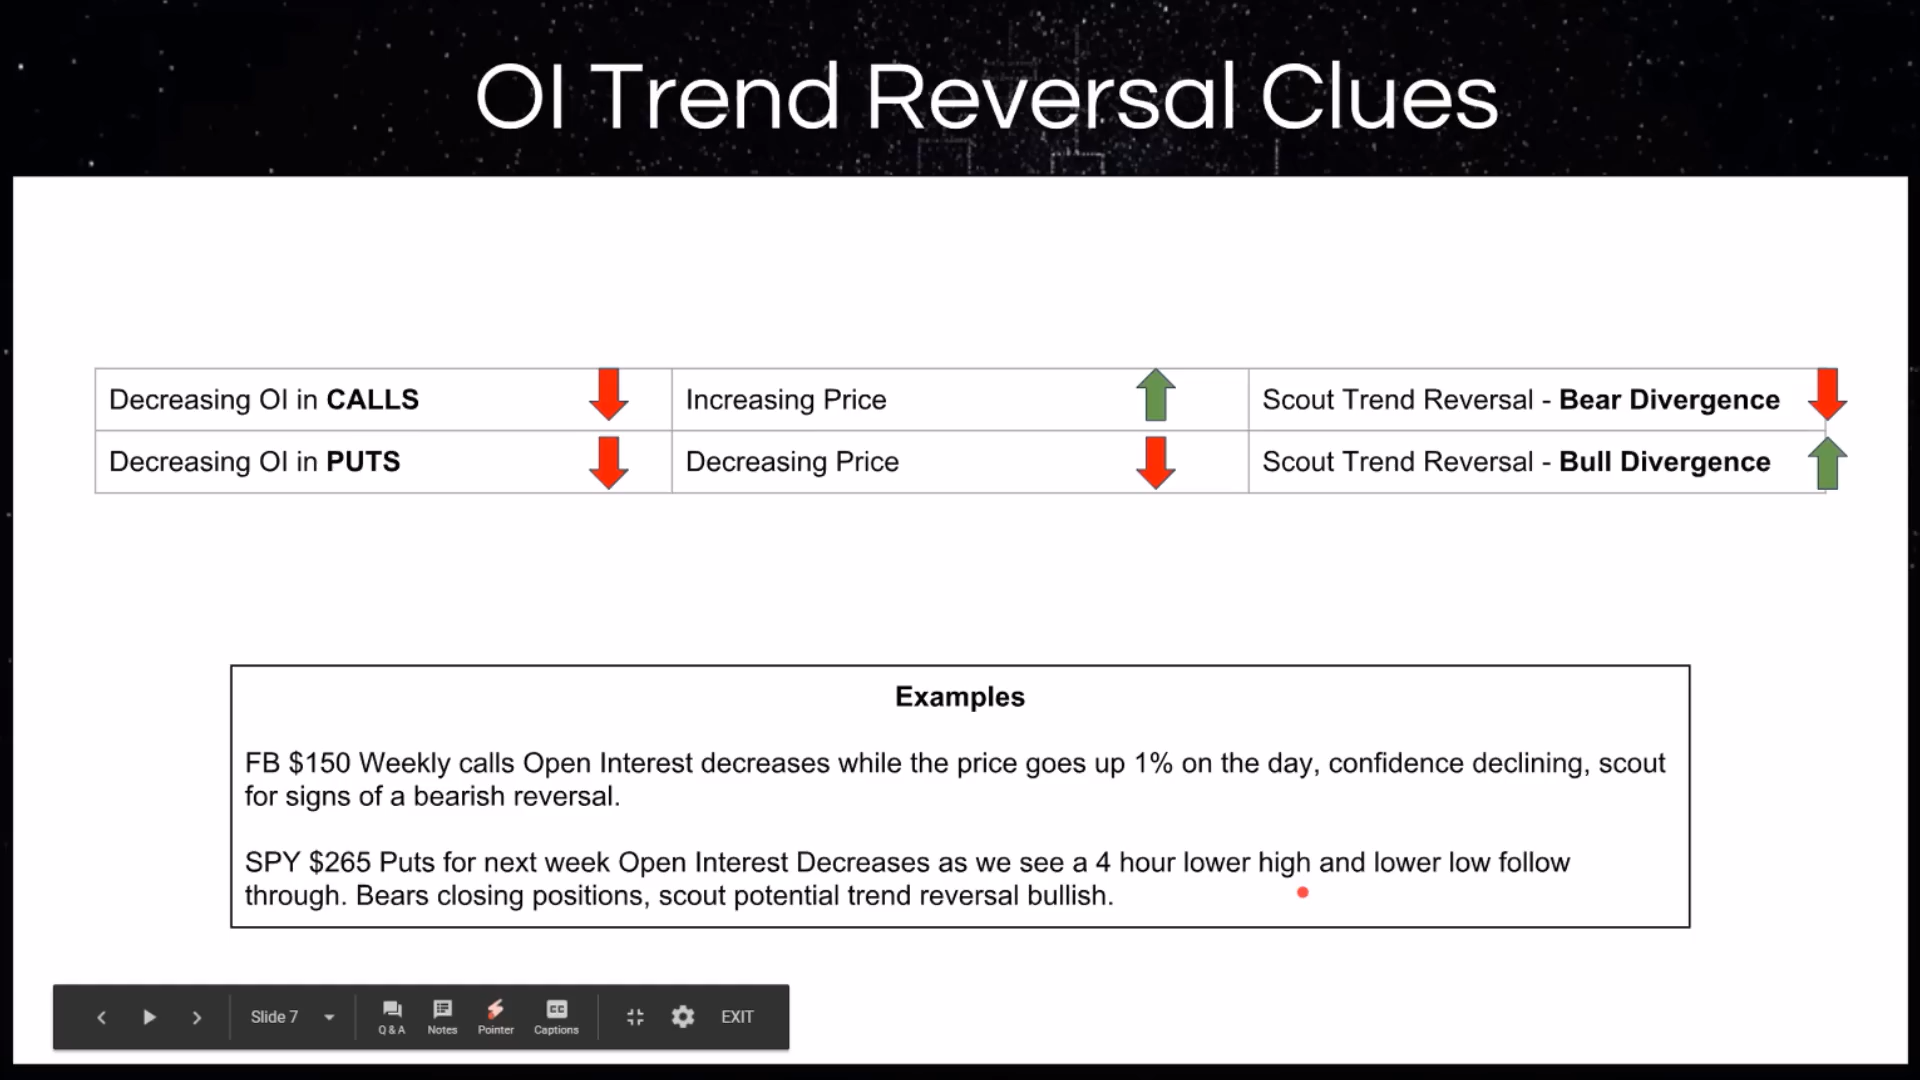 OI Trend Reversal Clues
Decreasing OI in CALLS
Increasing Price
Scout Trend Reversal - Bear Divergence
Decreasing OI in PUTS
Decreasing Price
Scout Trend Reversal - Bull Divergence
Examples
FB $150 Weekly calls Open Interest decreases while the price goes up 1% on the day, confidence declining, scout
for signs of a bearish reversal.
SPY $265 Puts for next week Open Interest Decreases as we see a 4 hour lower high and lower low follow
through. Bears closing positions, scout potential trend reversal bullish.
Slide 7
Q & A
Notes
Pointer
CC
Captions
EXIT